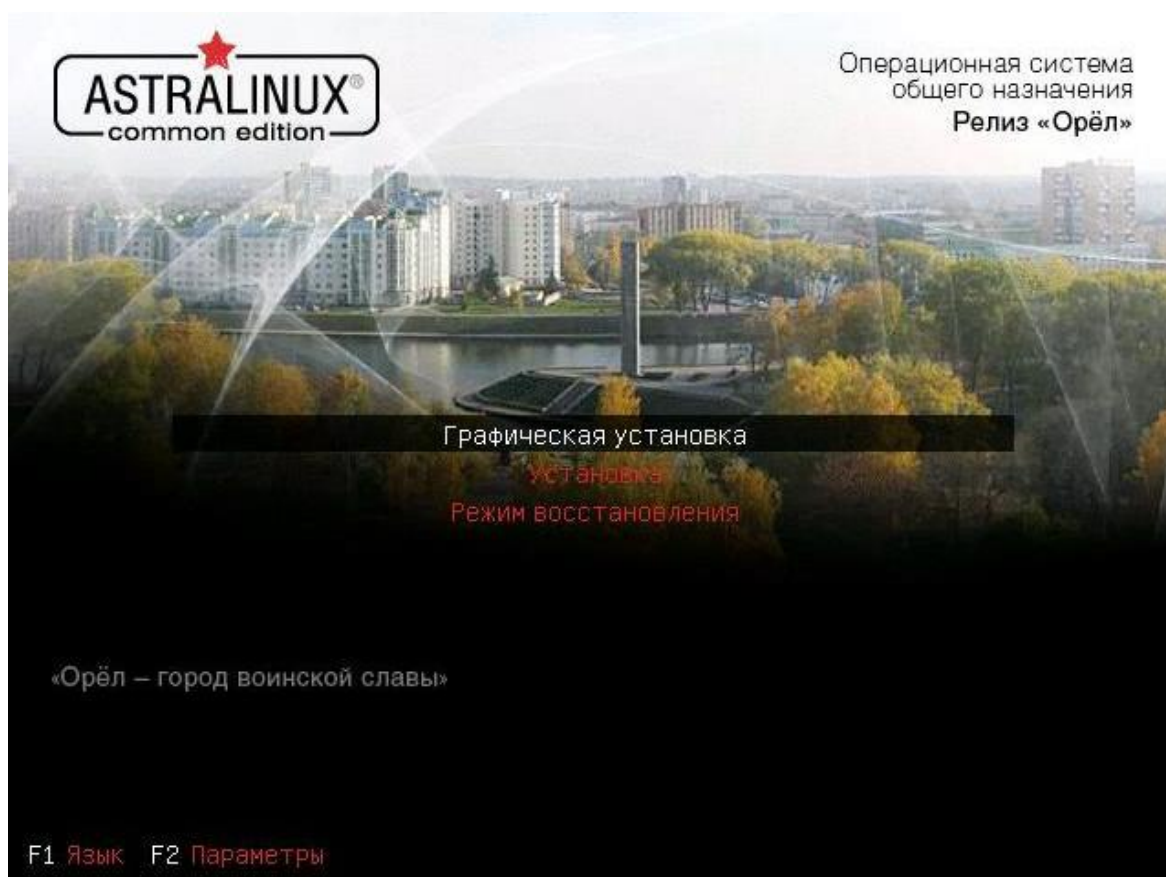 ASTRALINUX®
common edition
Операционная система
общего назначения
Релиз «Орёл»
Графическая установка
Установка
Режим восстановления
«Орёл – город воинской славы»
F1 Язык F2 Параметры